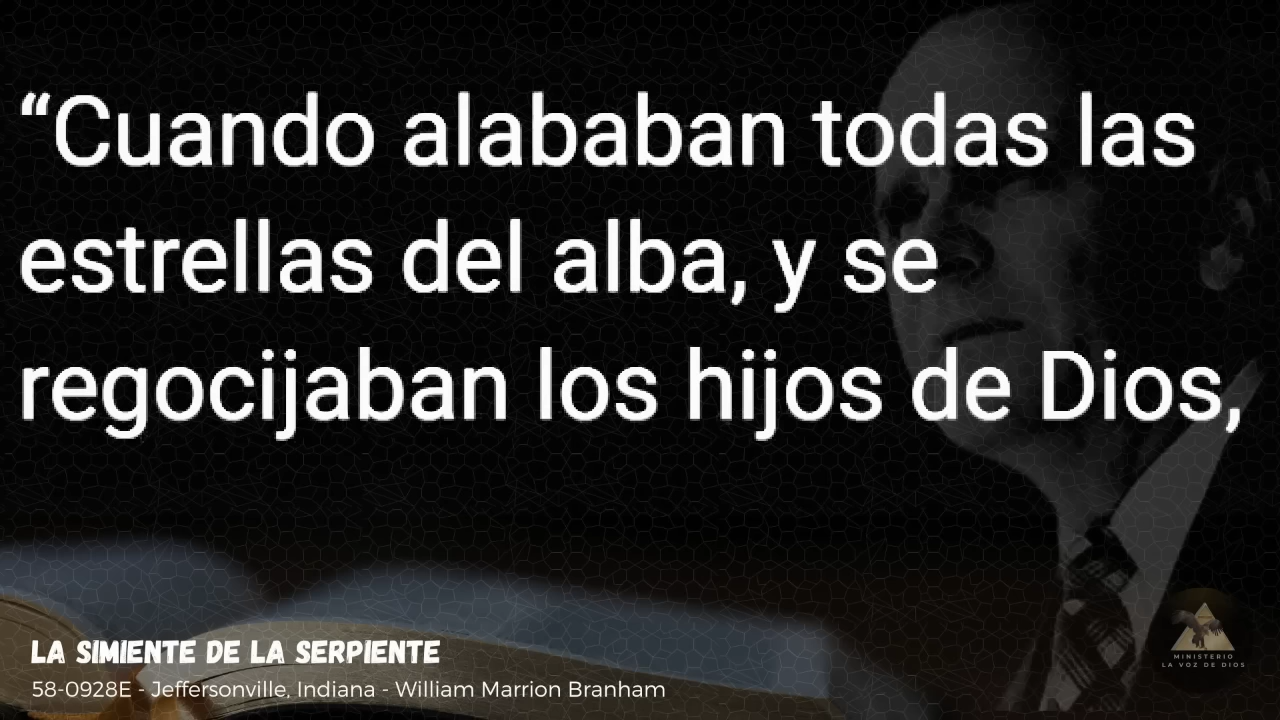 “Cuando alababan todas las
estrellas del alba, y se
regocijaban los hijos de Dios,
LA SIMIENTE DE LA SERPIENTE
58-0928E - Jeffersonville, Indiana - William Marrion Branham
MINISTERIO
LA VOZ DE DIOS